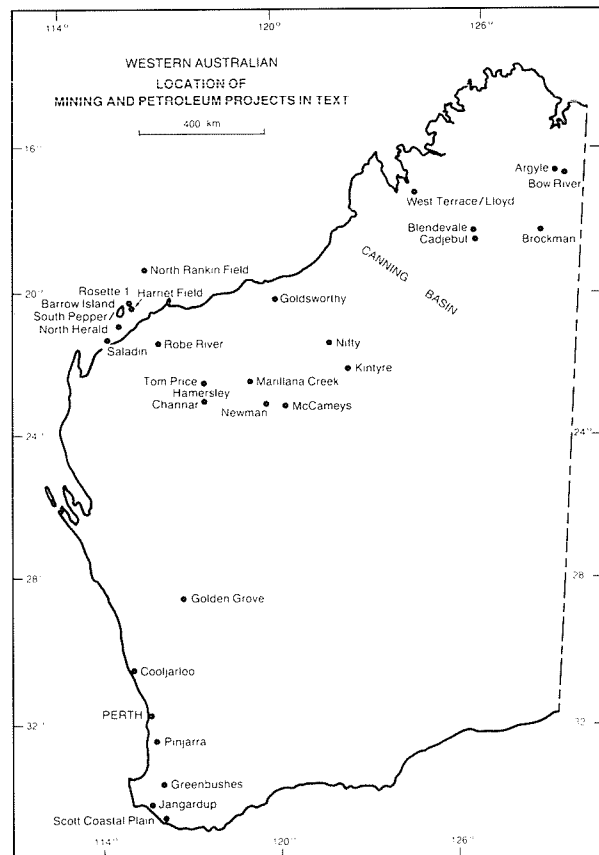 114°
120°
126°
WESTERN AUSTRALIAN
LOCATION OF
MINING AND PETROLEUM PROJECTS IN TEXT
400 km
16°
Argyle
Bow River
West Terrace/Lloyd
Blendevale
Cadjebut
Brockman
CANNING BASIN
North Rankin Field
Rosette 1
Harriet Field
20°
Barrow Island
Goldsworthy
South Pepper
North Herald
Saladin
Robe River
Nifty
Kintyre
Tom Price
Marillana Creek
Hamersley
Channar
Newman
McCameys
24°
24°
28°
28
Golden Grove
Cooljarloo
PERTH
32°
32
Pinjarra
Greenbushes
Jangardup
Scott Coastal Plain
114°
120°
126°